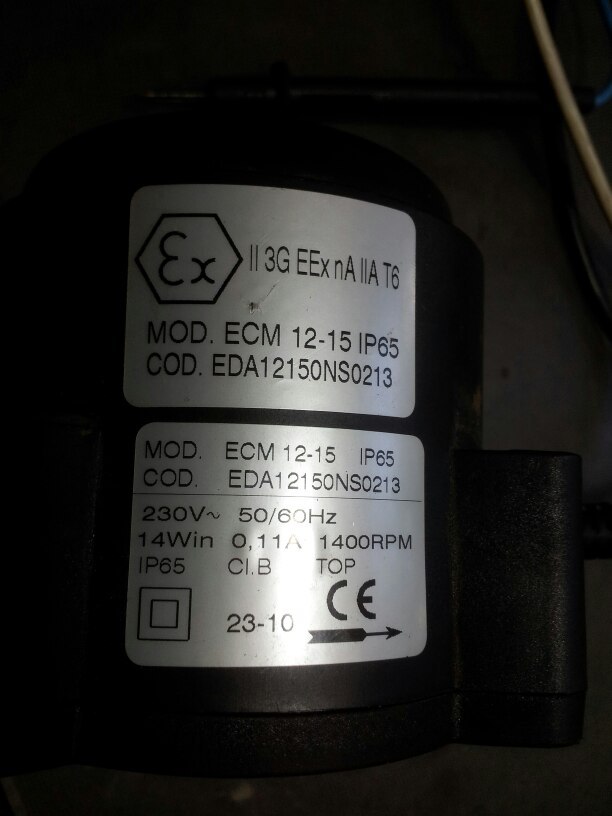 Ex II 3G EEx nA IIA T6
MOD. ECM 12-15 IP65
COD. EDA12150NS0213
MOD. ECM 12-15 IP65
COD. EDA12150NS0213
230V~ 50/60Hz
14Win 0,11A 1400RPM
IP65 Cl.B TOP
23-10 CE